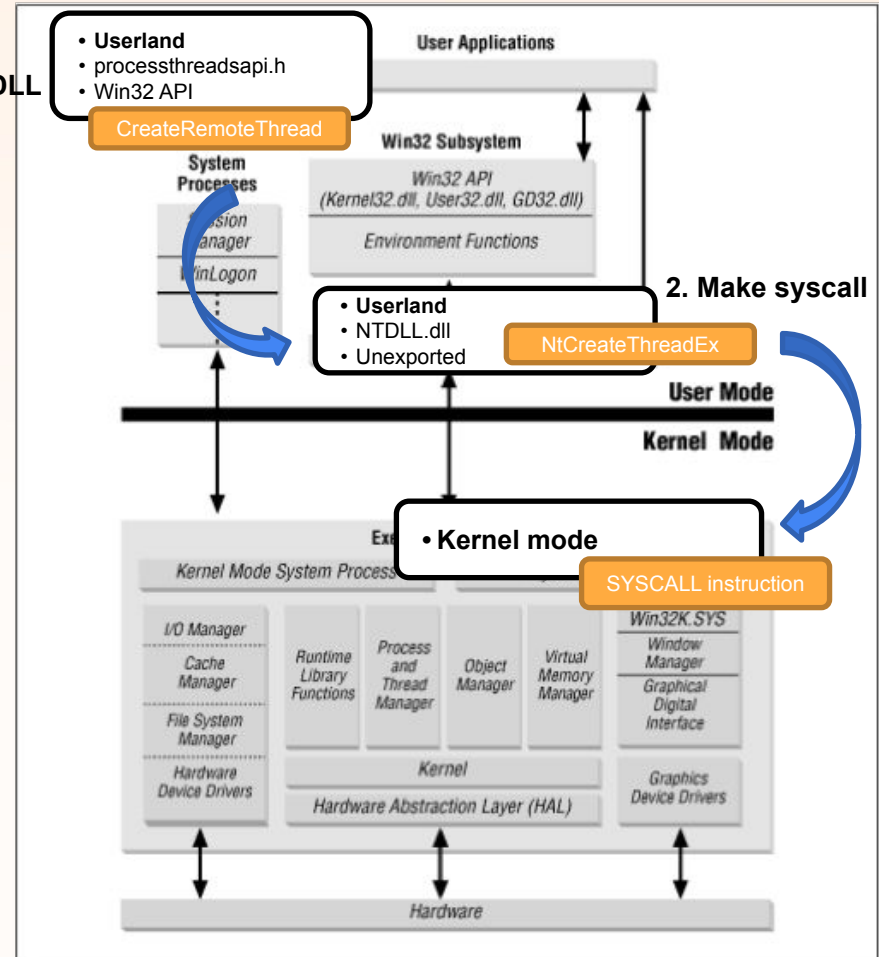 • Userland
• processthreadsapi.h
• Win32 API
CreateRemoteThread
DLL
User Applications
System
Processes
Win32 Subsystem
Win32 API
(Kernel32.dll, User32.dll, GD32.dll)
Environment Functions
WinLogon
2. Make syscall
• Userland
• NTDLL.dll
• Unexported
NtCreateThreadEx
User Mode
Kernel Mode
• Kernel mode
SYSCALL instruction
Kernel Mode System Process
I/O Manager
Cache
Manager
File System
Manager
Hardware
Device Drivers
Runtime
Library
Functions
Process
and
Thread
Manager
Object
Manager
Virtual
Memory
Manager
Win32K.SYS
Window
Manager
Graphical
Digital
Interface
Kernel
Hardware Abstraction Layer (HAL)
Graphics
Device Drivers
Hardware